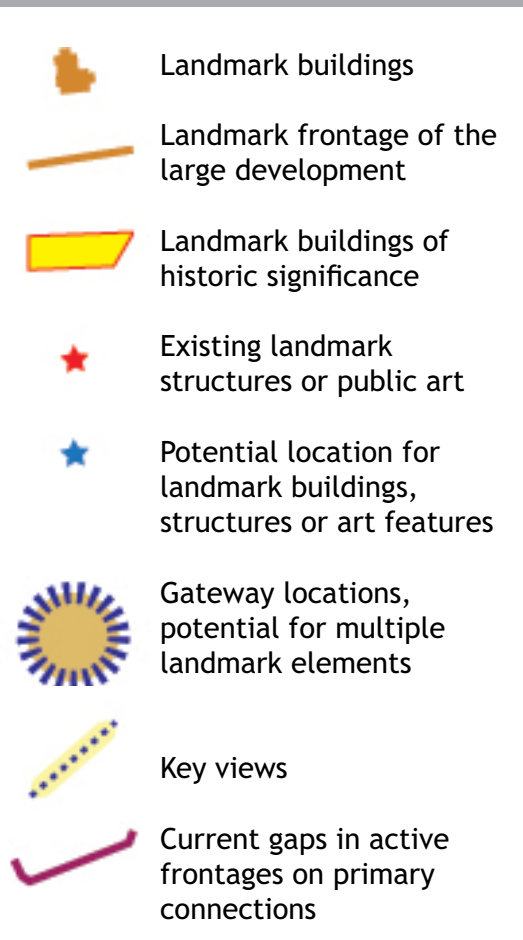 Landmark buildings
Landmark frontage of the
large development
Landmark buildings of
historic significance
Existing landmark
structures or public art
Potential location for
landmark buildings,
structures or art features
Gateway locations,
potential for multiple
landmark elements
Key views
Current gaps in active
frontages on primary
connections